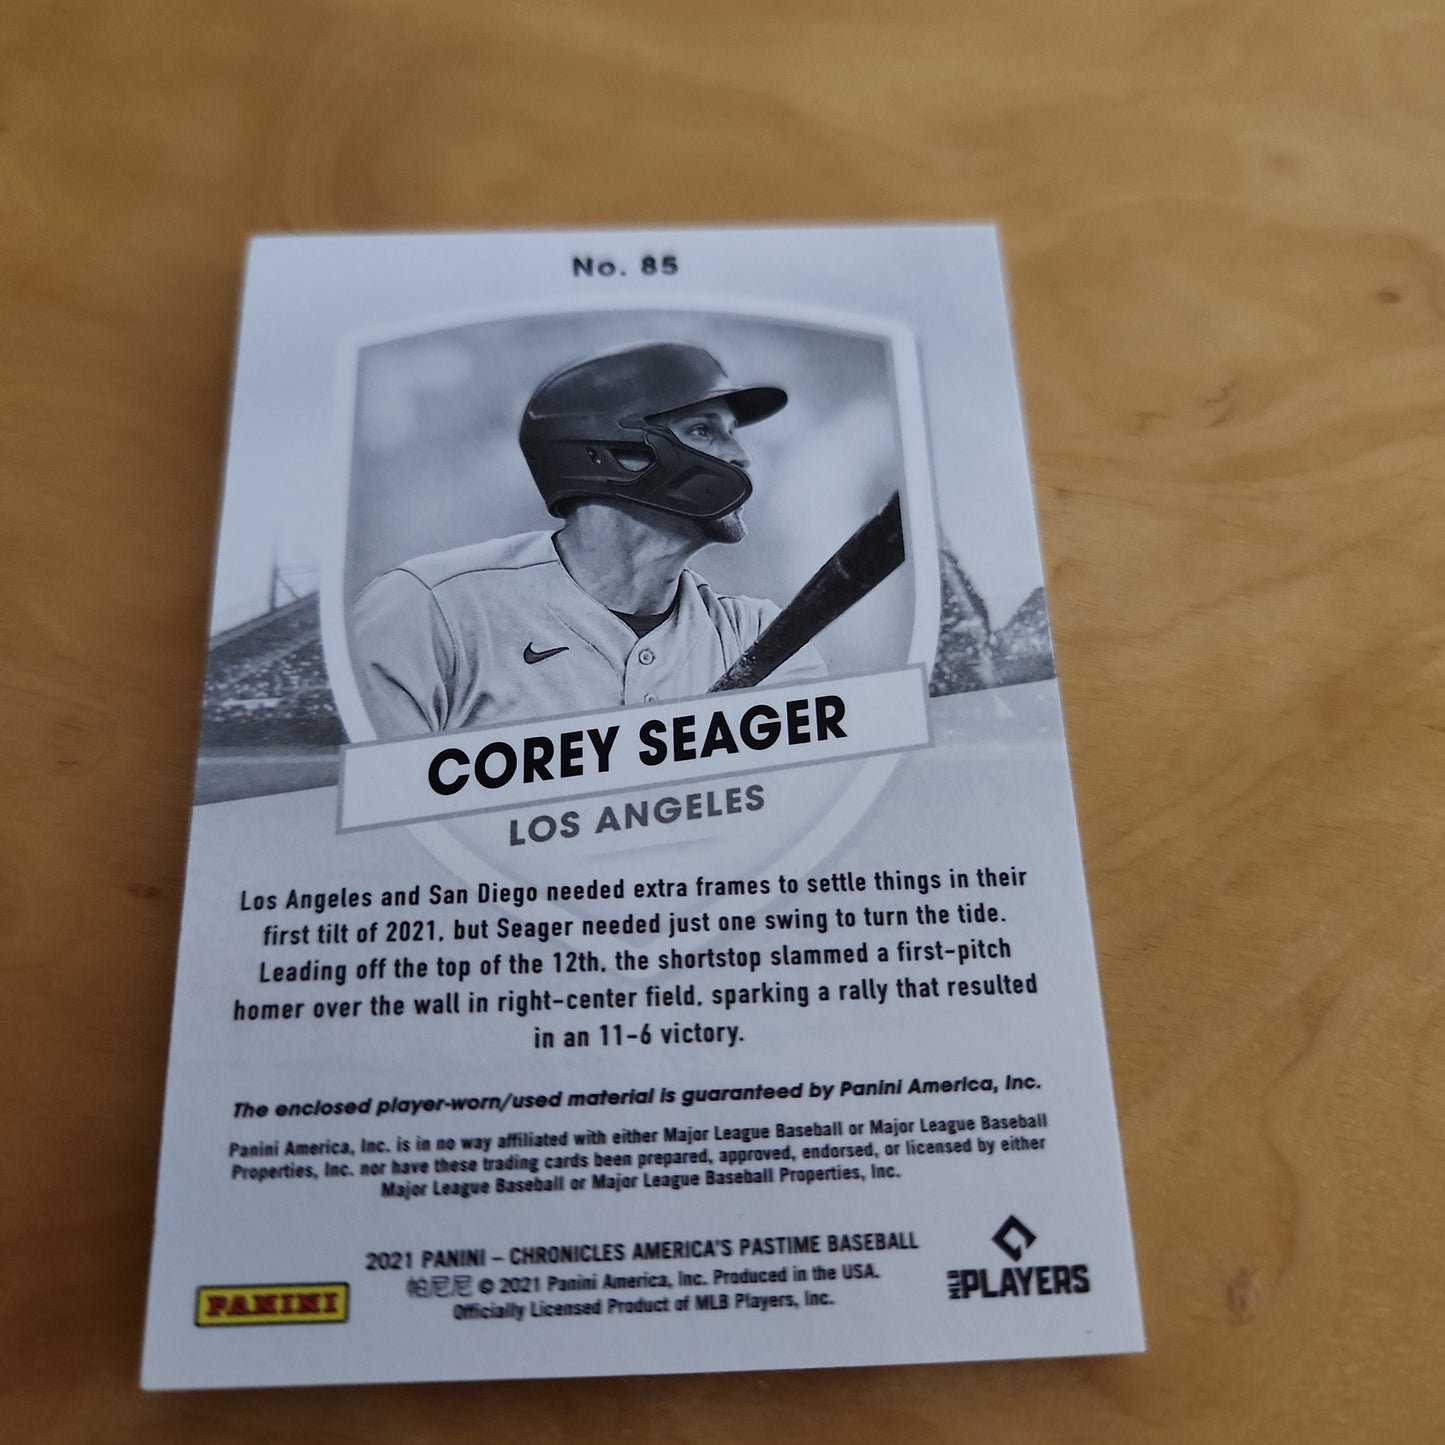 No. 85
COREY SEAGER
LOS ANGELES
Los Angeles and San Diego needed extra frames to settle things in their
first tilt of 2021, but Seager needed just one swing to turn the tide.
Leading off the top of the 12th, the shortstop slammed a first-pitch
homer over the wall in right-center field, sparking a rally that resulted
in an 11-6 victory.
The enclosed player-worn/used material is guaranteed by Panini America, Inc.
Panini America, Inc. is in no way affiliated with either Major League Baseball or Major League Baseball
Properties, Inc. nor have these trading cards been prepared, approved, endorsed, or licensed by either
Major League Baseball or Major League Baseball Properties, Inc.
2021 PANINI – CHRONICLES AMERICA'S PASTIME BASEBALL
帕尼尼 © 2021 Panini America, Inc. Produced in the USA.
Officially Licensed Product of MLB Players, Inc.
PANINI
MLB PLAYERS